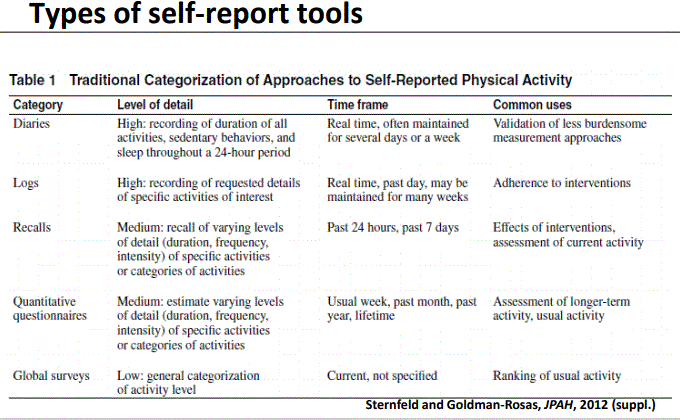 Types of self-report tools
Table 1 Traditional Categorization of Approaches to Self-Reported Physical Activity
Category Level of detail Time frame Common uses
Diaries High: recording of duration of all Real time, often maintained Validation of less burdensome
activities, sedentary behaviors, and for several days or a week measurement approaches
sleep throughout a 24-hour period
Logs High: recording of requested details Real time, past day, may be Adherence to interventions
of specific activities of interest maintained for many weeks
Recalls Medium: recall of varying levels Past 24 hours, past 7 days Effects of interventions,
of detail (duration, frequency, assessment of current activity
intensity) of specific activities
or categories of activities
Quantitative Medium: estimate varying levels Usual week, past month, past Assessment of longer-term
questionnaires of detail (duration, frequency, year, lifetime activity, usual activity
intensity) of specific activities
or categories of activities
Global surveys Low: general categorization Current, not specified Ranking of usual activity
of activity level
Sternfeld and Goldman-Rosas, JPAH, 2012 (suppl.)